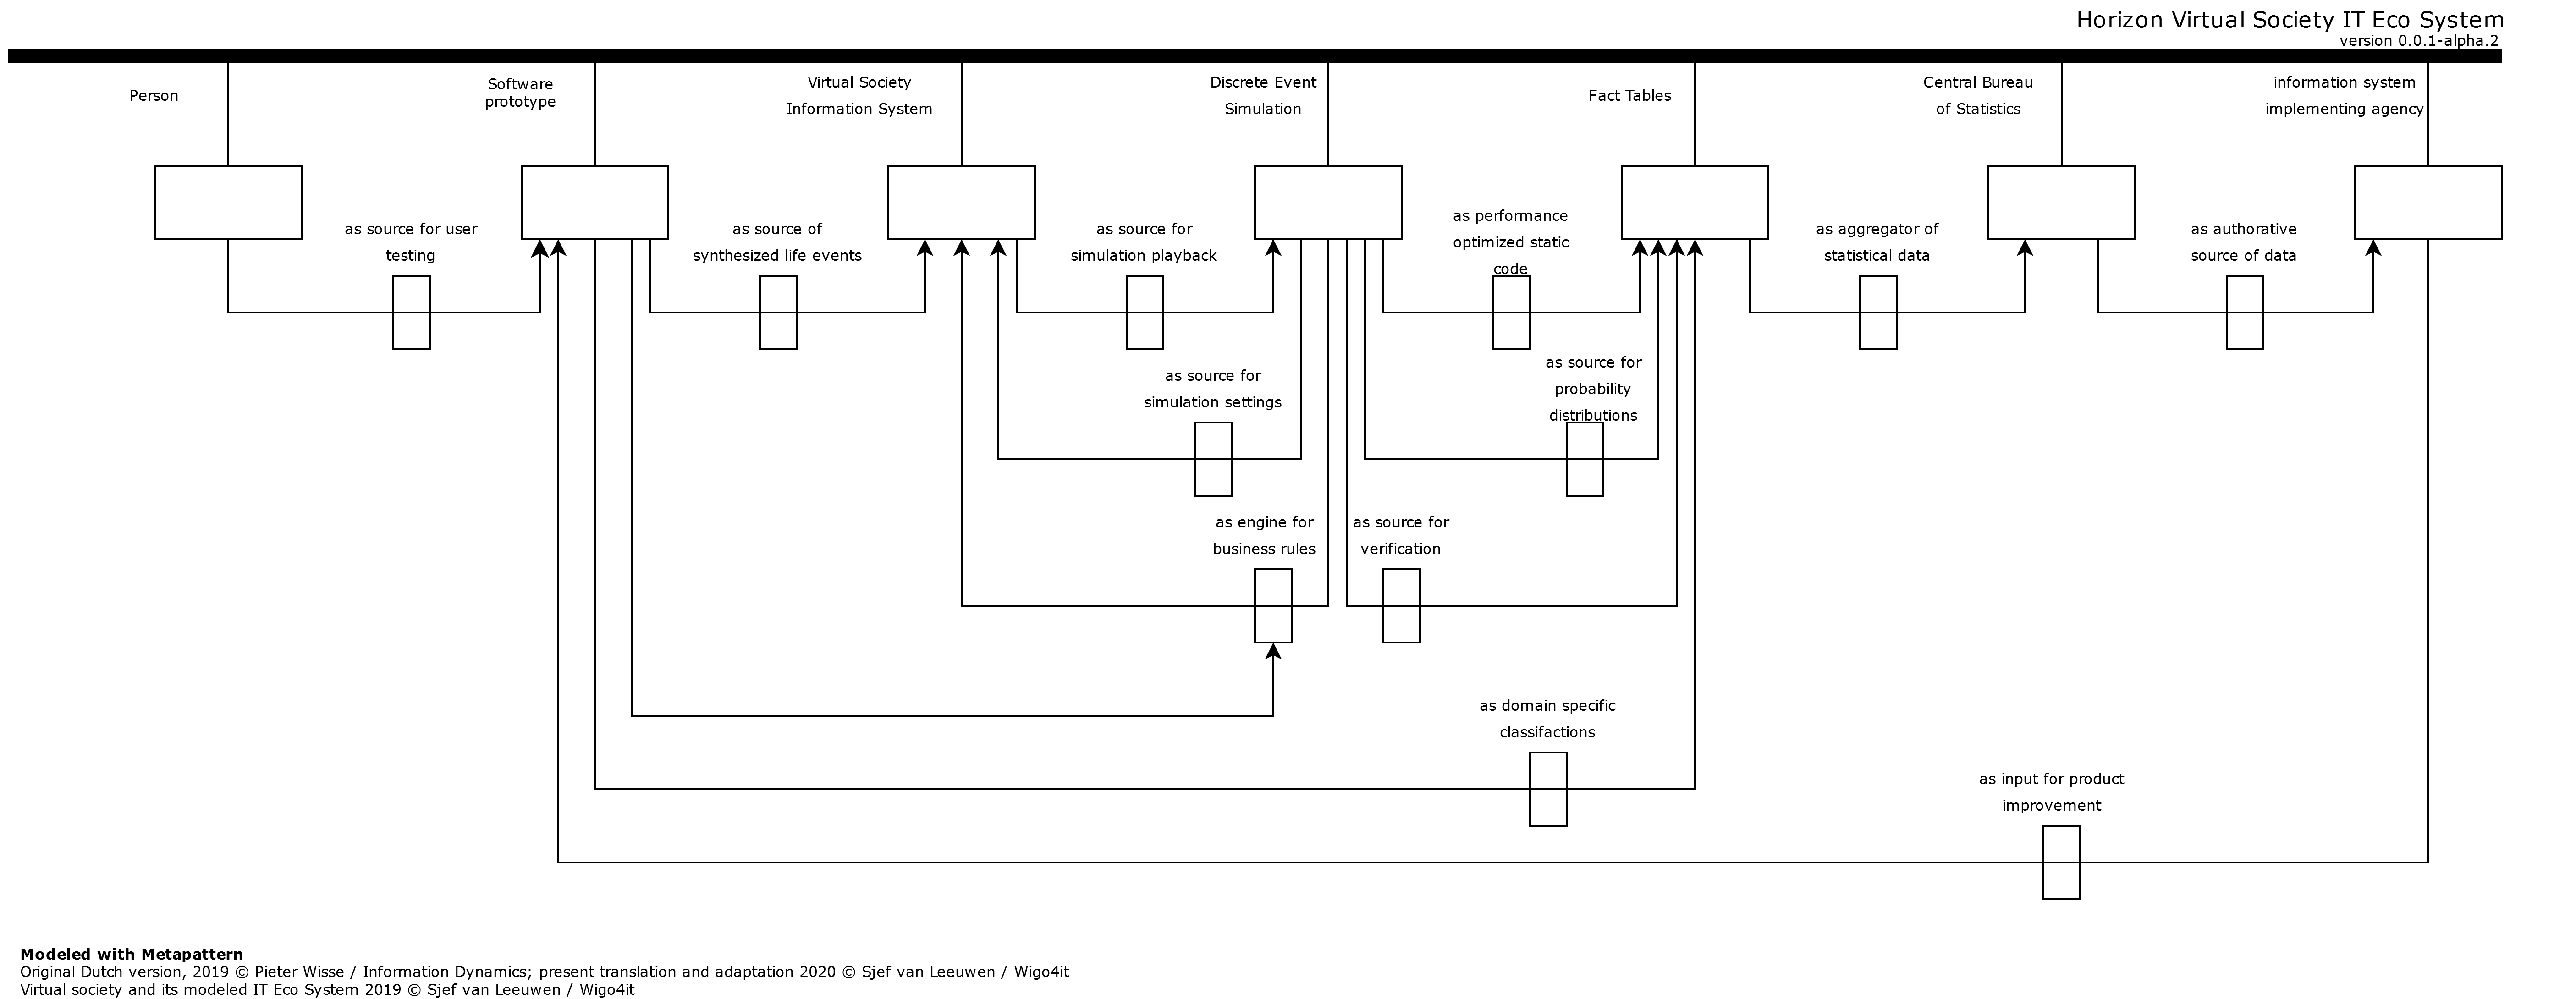 Horizon Virtual Society IT Eco System
version 0.0.1-alpha.2
Person
Software
prototype
Virtual Society
Information System
Discrete Event
Simulation
Fact Tables
Central Bureau
of Statistics
information system
implementing agency
as source for user
testing
as source of
synthesized life events
as source for
simulation playback
as performance
optimized static
code
as aggregator of
statistical data
as authorative
source of data
as source for
simulation settings
as source for
probability
distributions
as engine for
business rules
as source for
verification
as domain specific
classifactions
as input for product
improvement
Modeled with Metapattern
Original Dutch version, 2019 © Pieter Wisse / Information Dynamics; present translation and adaptation 2020 © Sjef van Leeuwen / Wigo4it
Virtual society and its modeled IT Eco System 2019 © Sjef van Leeuwen / Wigo4it